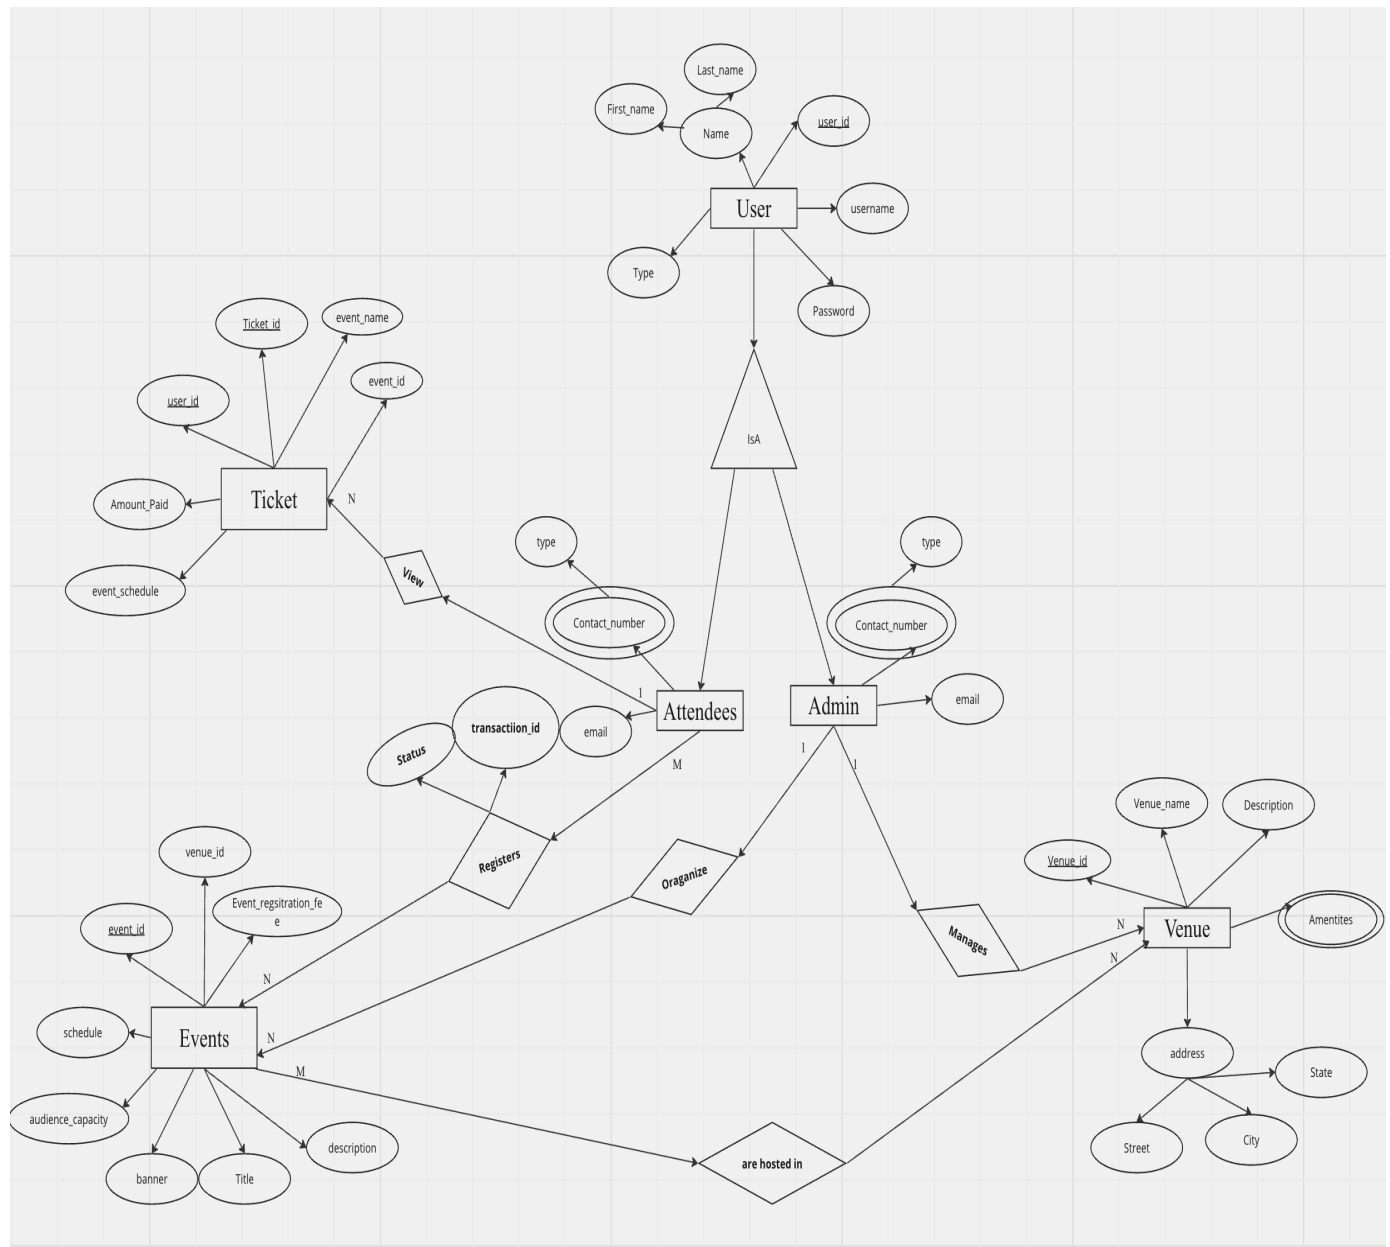 Last_name
First_name
Name
user_id
User
username
Type
Password
Ticket_id
event_name
event_id
user_id
IsA
Ticket
N
Amount_Paid
event_schedule
View
type
type
Contact_number
Contact_number
1
Attendees
Admin
email
email
transactiion_id
Status
M
1
1
Registers
Oraganize
Venue_name
Description
Venue_id
venue_id
Event_regsitration_fe
e
event_id
Manages
N
Venue
Amentites
N
N
schedule
Events
N
M
address
State
audience_capacity
description
Street
City
banner
Title
are hosted in